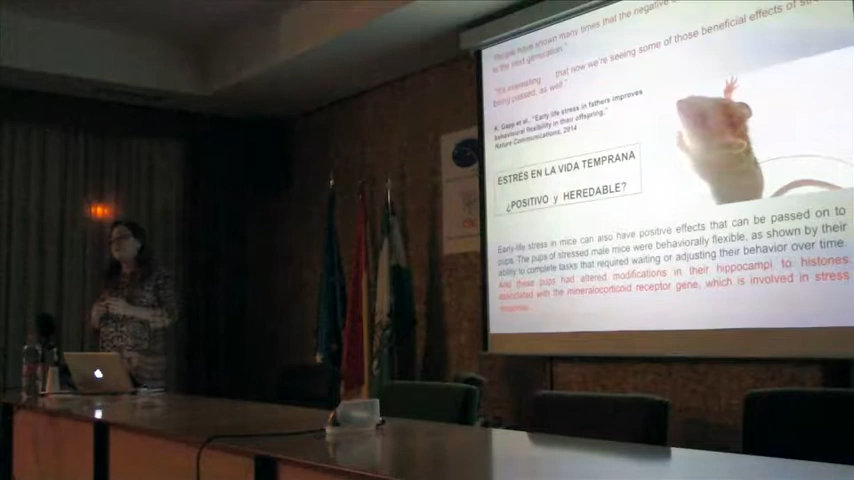 "People have shown many times that the negative
to the next generation."
"It's interesting that now we're seeing some of those beneficial effects of
being passed, as well."
K. Gapp et al., "Early life stress in fathers improves
behavioural flexibility in their offspring,"
Nature Communications, 2014
ESTRÉS EN LA VIDA TEMPRANA
¿POSITIVO y HEREDABLE?
Early-life stress in mice can also have positive effects that can be passed on to
pups. The pups of stressed male mice were behaviorally flexible, as shown by their
ability to complete tasks that required waiting or adjusting their behavior over time.
And these pups had altered modifications in their hippocampi to histones
associated with the mineralocorticoid receptor gene, which is involved in stress
response.